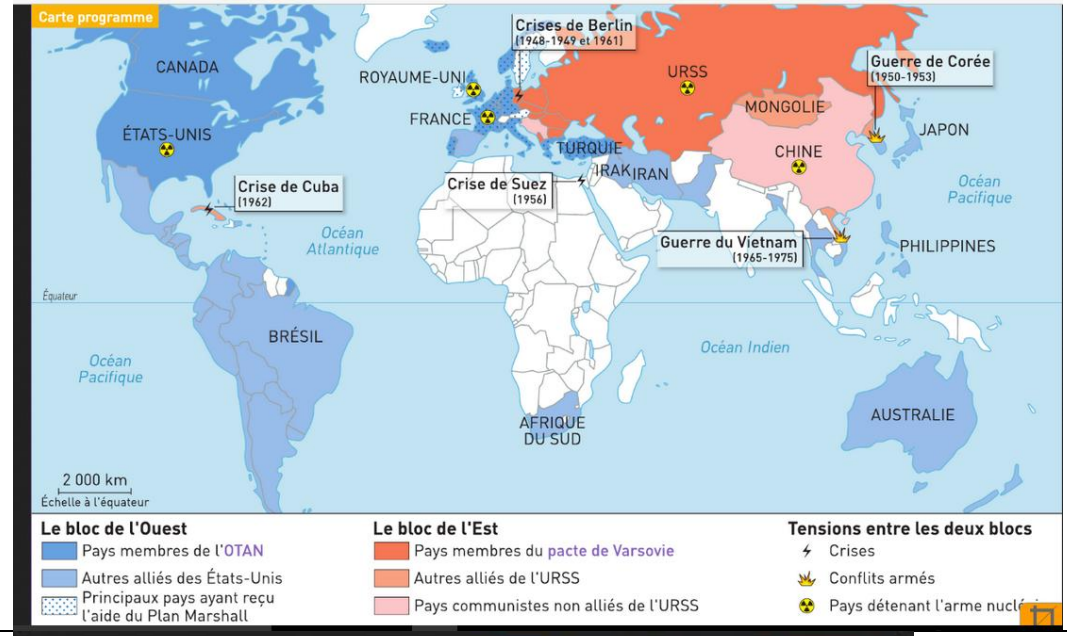 Carte programme
CANADA
ÉTATS-UNIS
Crise de Cuba
(1962)
Océan
Atlantique
Équateur
BRÉSIL
Océan
Pacifique
2 000 km
Échelle à l'équateur
ROYAUME-UNI
FRANCE
Crises de Berlin
(1948-1949 et 1961)
URSS
Guerre de Corée
(1950-1953)
MONGOLIE
JAPON
CHINE
TURQUIE
IRAK
IRAN
Crise de Suez
(1956)
Océan
Pacifique
Guerre du Vietnam
(1965-1975)
PHILIPPINES
Océan Indien
AFRIQUE
DU SUD
AUSTRALIE
Le bloc de l'Ouest
Pays membres de l'OTAN
Autres alliés des États-Unis
Principaux pays ayant reçu
l'aide du Plan Marshall
Le bloc de l'Est
Pays membres du pacte de Varsovie
Autres alliés de l'URSS
Pays communistes non alliés de l'URSS
Tensions entre les deux blocs
Crises
Conflits armés
Pays détenant l'arme